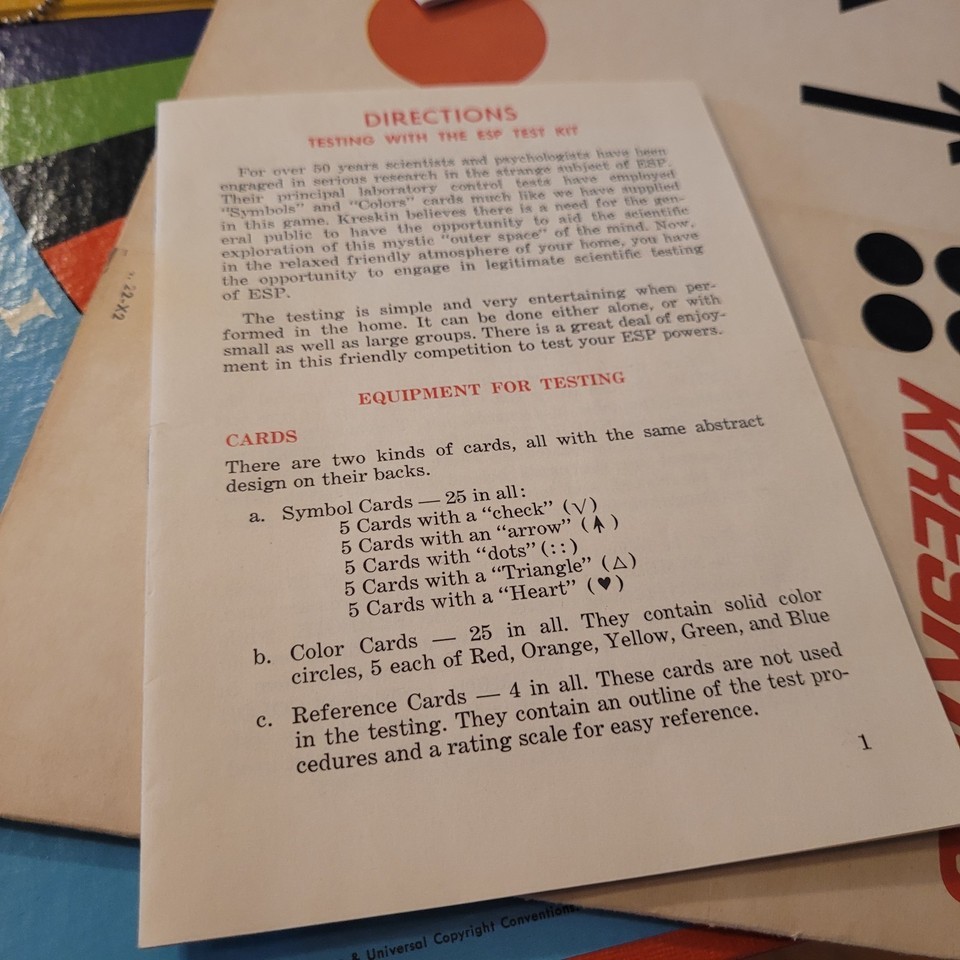 DIRECTIONS
TESTING WITH THE ESP TEST KIT
For over 50 years scientists and psychologists have been
engaged in serious research in the strange subject of ESP.
Their principal laboratory control tests have employed
"Symbols" and "Colors" cards much like we have supplied
in this game. Kreskin believes there is a need for the gen-
eral public to have the opportunity to aid the scientific
exploration of this mystic "outer space" of the mind. Now,
in the relaxed friendly atmosphere of your home, you have
the opportunity to engage in legitimate scientific testing
of ESP.
The testing is simple and very entertaining when per-
formed in the home. It can be done either alone, or with
small as well as large groups. There is a great deal of enjoy-
ment in this friendly competition to test your ESP powers.
EQUIPMENT FOR TESTING
CARDS
There are two kinds of cards, all with the same abstract
design on their backs.
a. Symbol Cards — 25 in all:
5 Cards with a "check" (√)
5 Cards with an "arrow" (↑)
5 Cards with "dots" (::)
5 Cards with a "Triangle" (△)
5 Cards with a "Heart" (♥)
b. Color Cards — 25 in all. They contain solid color
circles, 5 each of Red, Orange, Yellow, Green, and Blue
c. Reference Cards — 4 in all. These cards are not used
in the testing. They contain an outline of the test pro-
cedures and a rating scale for easy reference.
1
& Universal Copyright Conventions